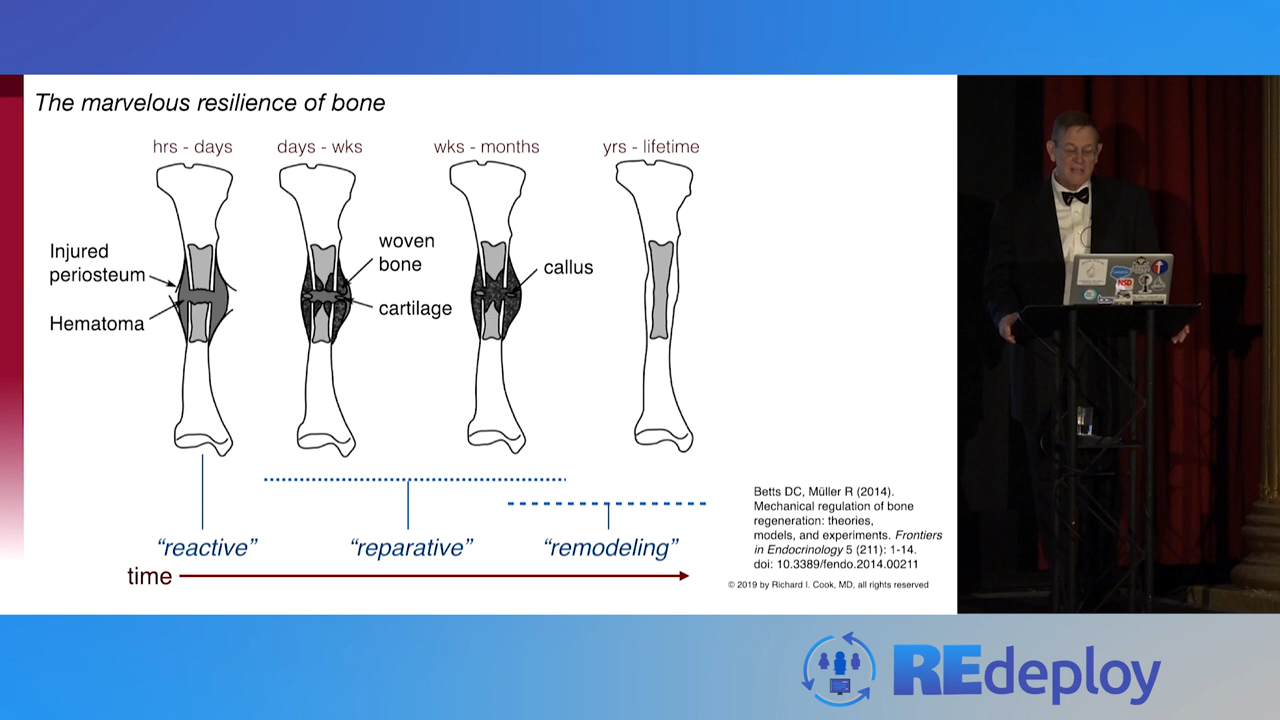 The marvelous resilience of bone
hrs - days
days - wks
wks - months
yrs - lifetime
Injured
periosteum
Hematoma
woven
bone
cartilage
callus
“reactive”
“reparative”
“remodeling”
time
Betts DC, Müller R (2014).
Mechanical regulation of bone
regeneration: theories,
models, and experiments. Frontiers
in Endocrinology 5 (211): 1-14.
doi: 10.3389/fendo.2014.00211
© 2019 by Richard I. Cook, MD, all rights reserved
NSD
REdeploy